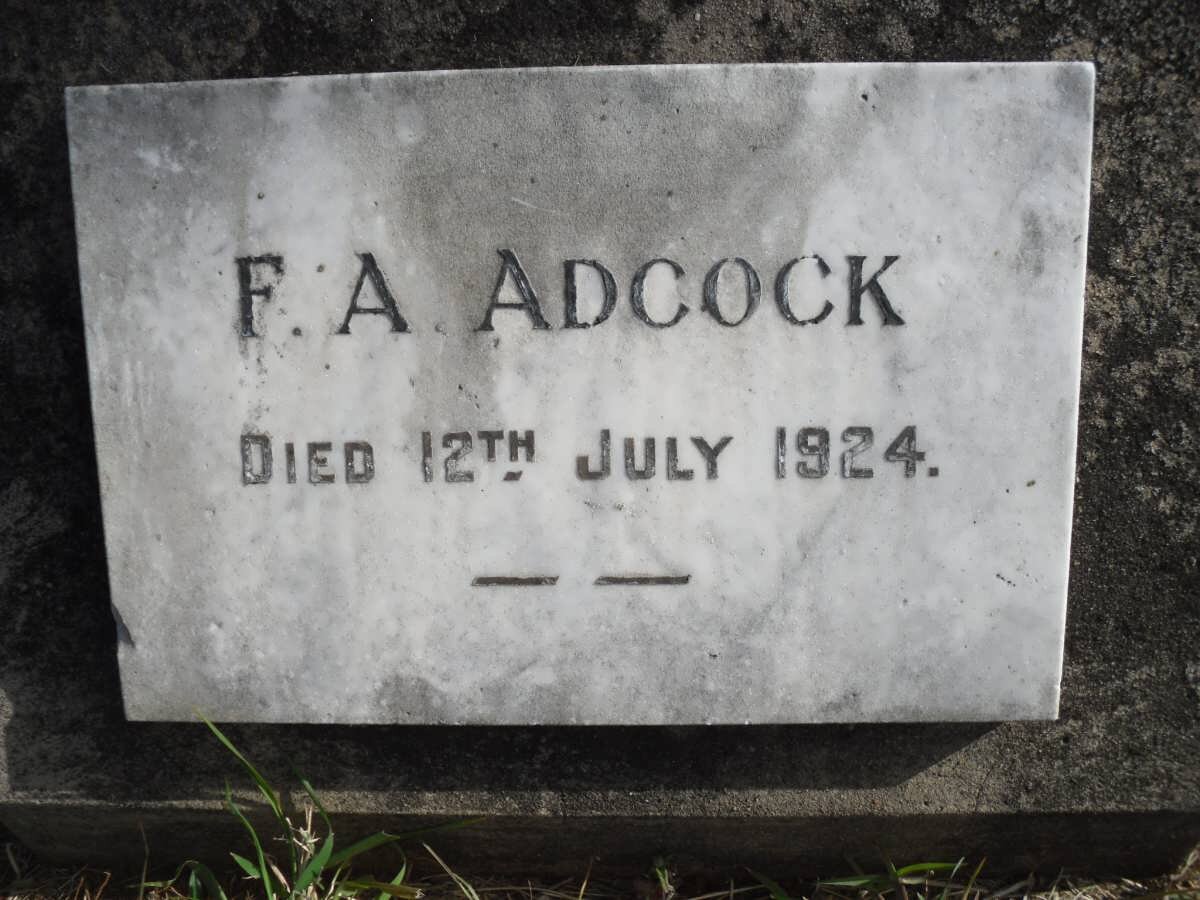 F. A. ADCOCK
DIED 12TH JULY 1924.